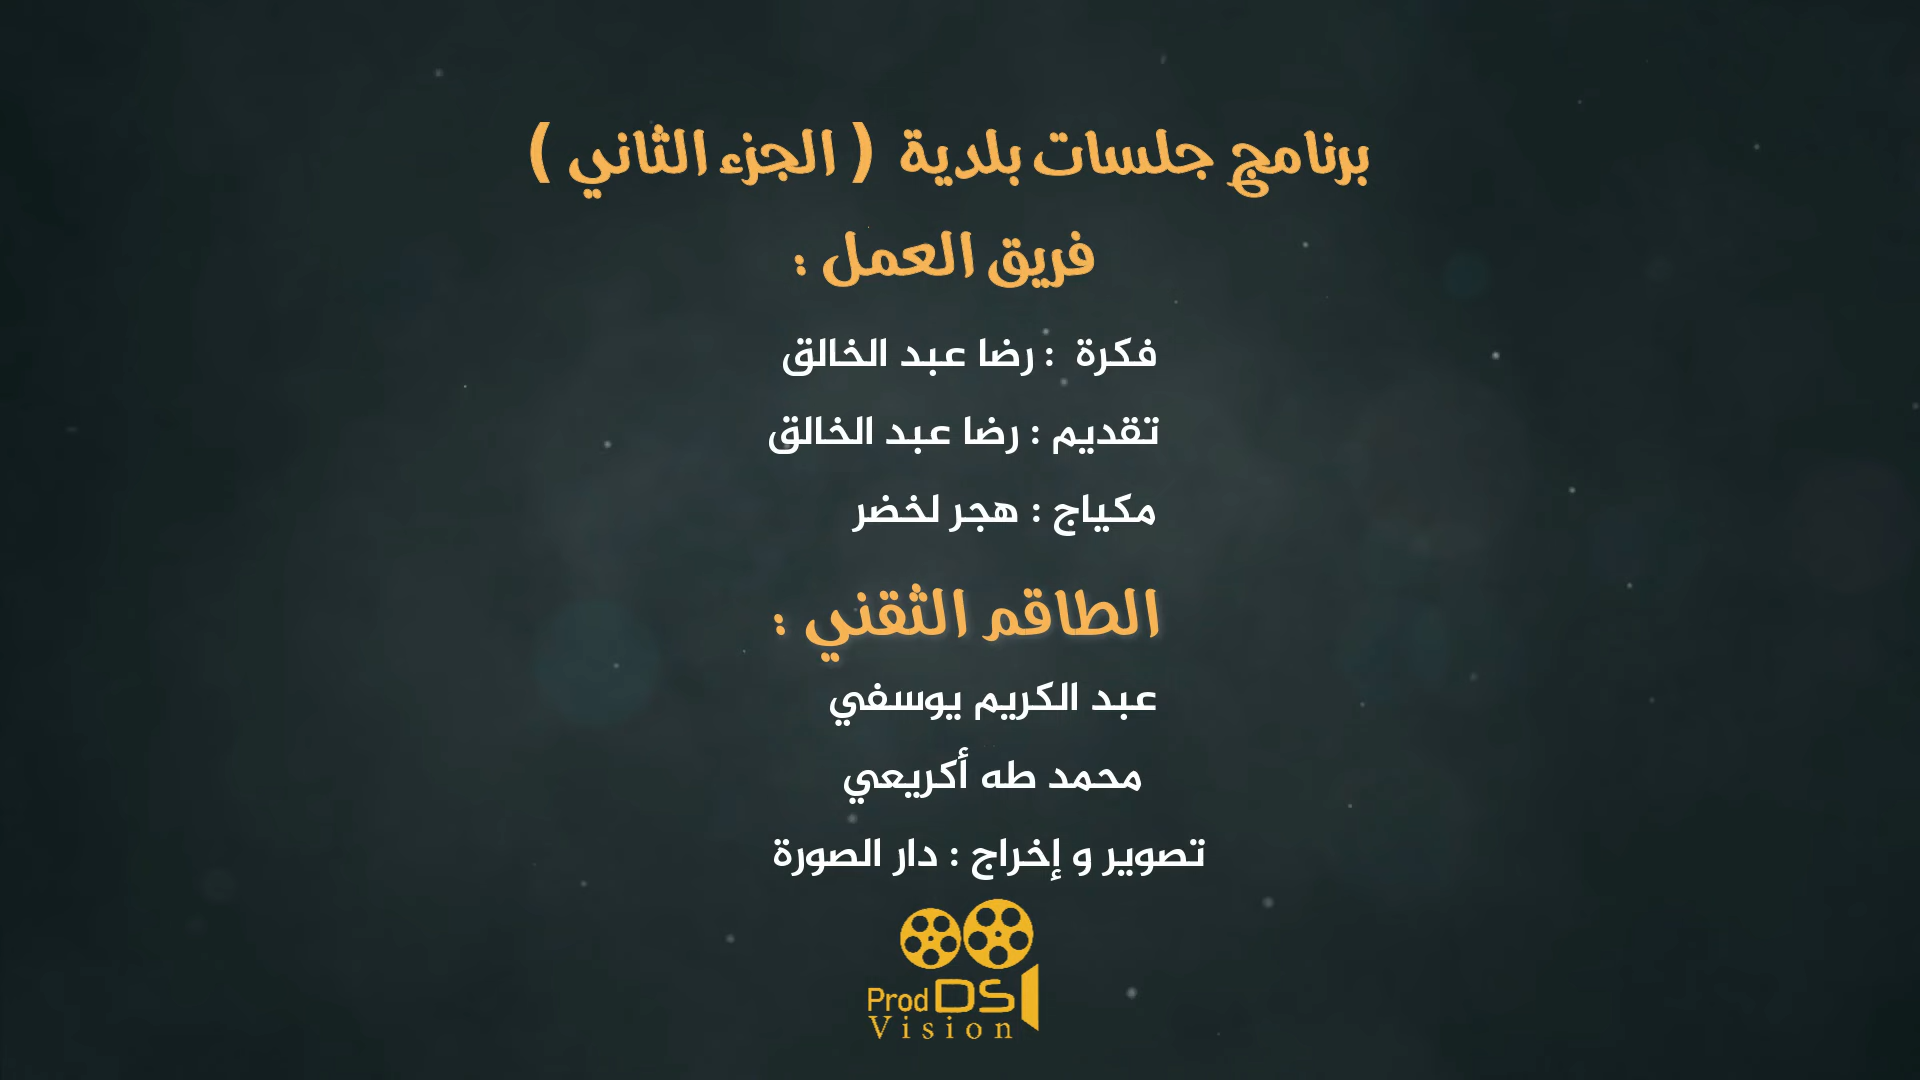 برنامج جلسات بلدية ( الجزء الثاني )
فريق العمل :
فكرة : رضا عبد الخالق
تقديم : رضا عبد الخالق
مكياج : هجر لخضر
الطاقم الثقني :
عبد الكريم يوسفي
محمد طه أكريعي
تصوير و إخراج : دار الصورة
Prod DS
Vision